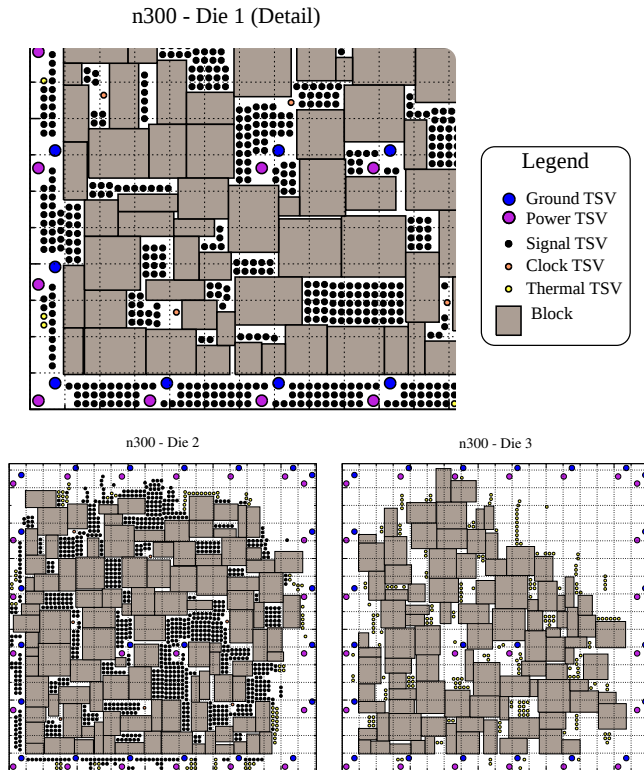 n300 - Die 1 (Detail)
Legend
Ground TSV
Power TSV
Signal TSV
Clock TSV
Thermal TSV
Block
n300 - Die 2
n300 - Die 3